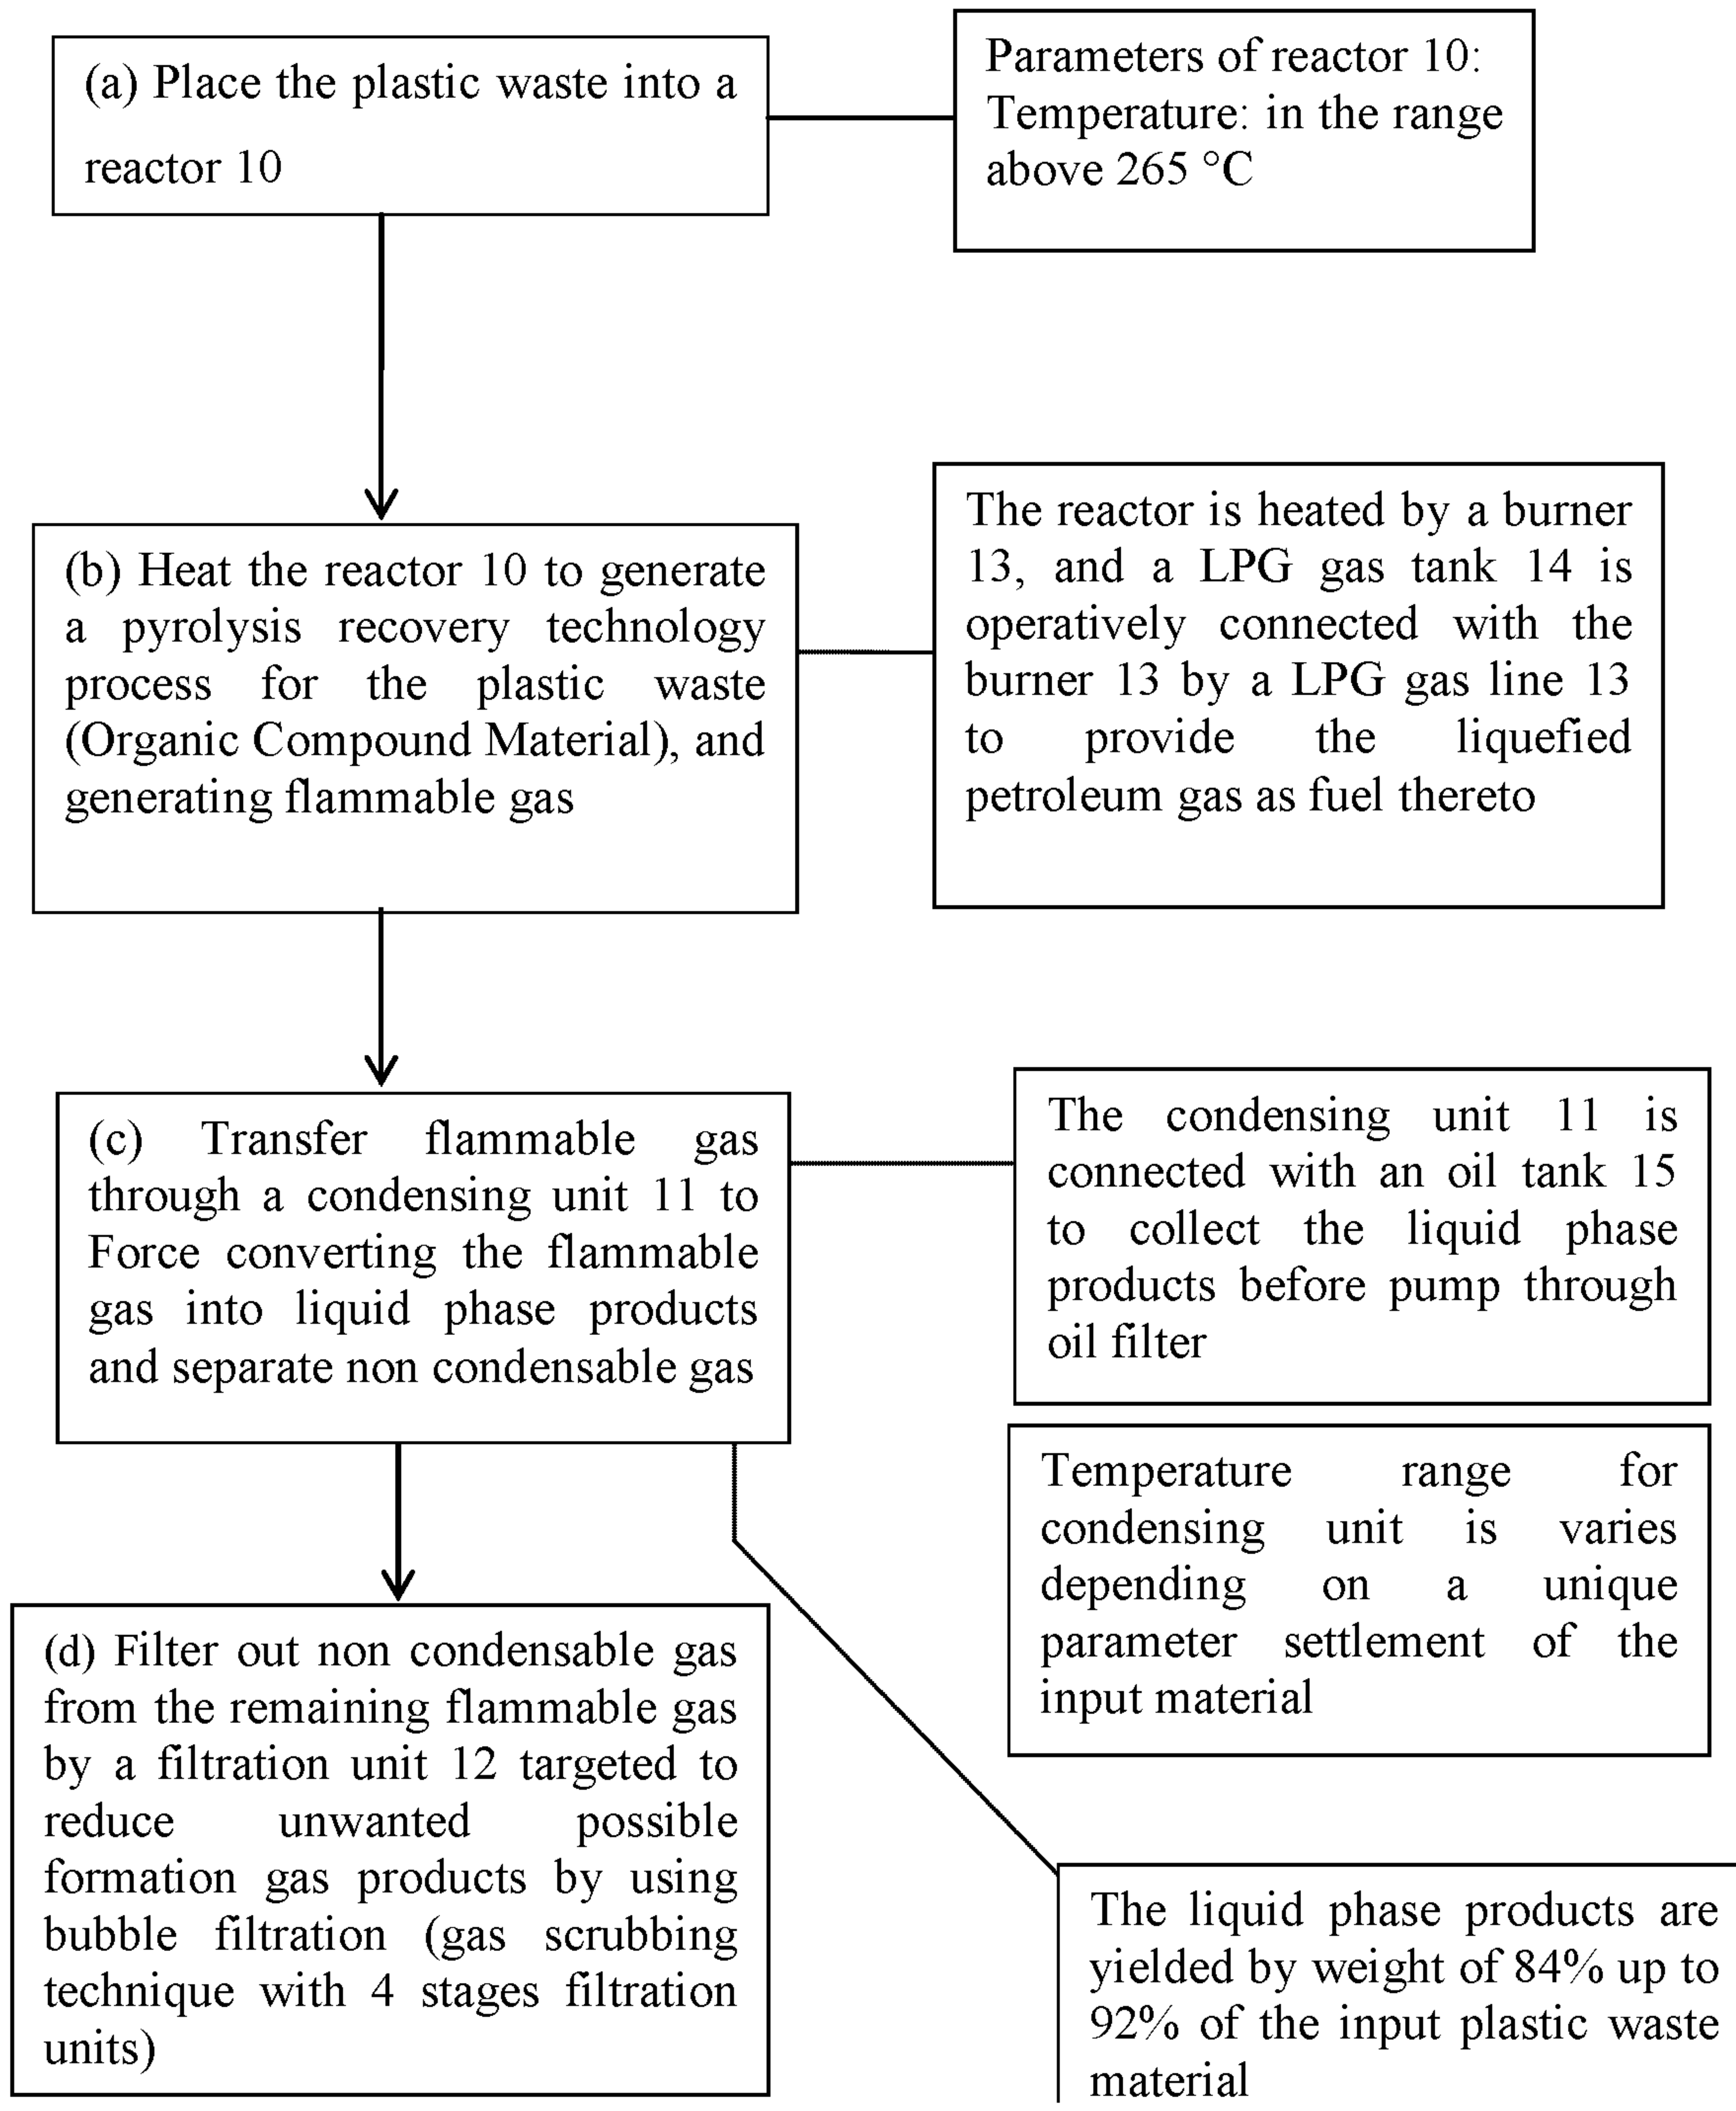 (a) Place the plastic waste into a
reactor 10
Parameters of reactor 10:
Temperature: in the range
above 265 °C
(b) Heat the reactor 10 to generate
a pyrolysis recovery technology
process for the plastic waste
(Organic Compound Material), and
generating flammable gas
The reactor is heated by a burner
13, and a LPG gas tank 14 is
operatively connected with the
burner 13 by a LPG gas line 13
to provide the liquefied
petroleum gas as fuel thereto
(c) Transfer flammable gas
through a condensing unit 11 to
Force converting the flammable
gas into liquid phase products
and separate non condensable gas
The condensing unit 11 is
connected with an oil tank 15
to collect the liquid phase
products before pump through
oil filter
Temperature range for
condensing unit is varies
depending on a unique
parameter settlement of the
input material
(d) Filter out non condensable gas
from the remaining flammable gas
by a filtration unit 12 targeted to
reduce unwanted possible
formation gas products by using
bubble filtration (gas scrubbing
technique with 4 stages filtration
units)
The liquid phase products are
yielded by weight of 84% up to
92% of the input plastic waste
material